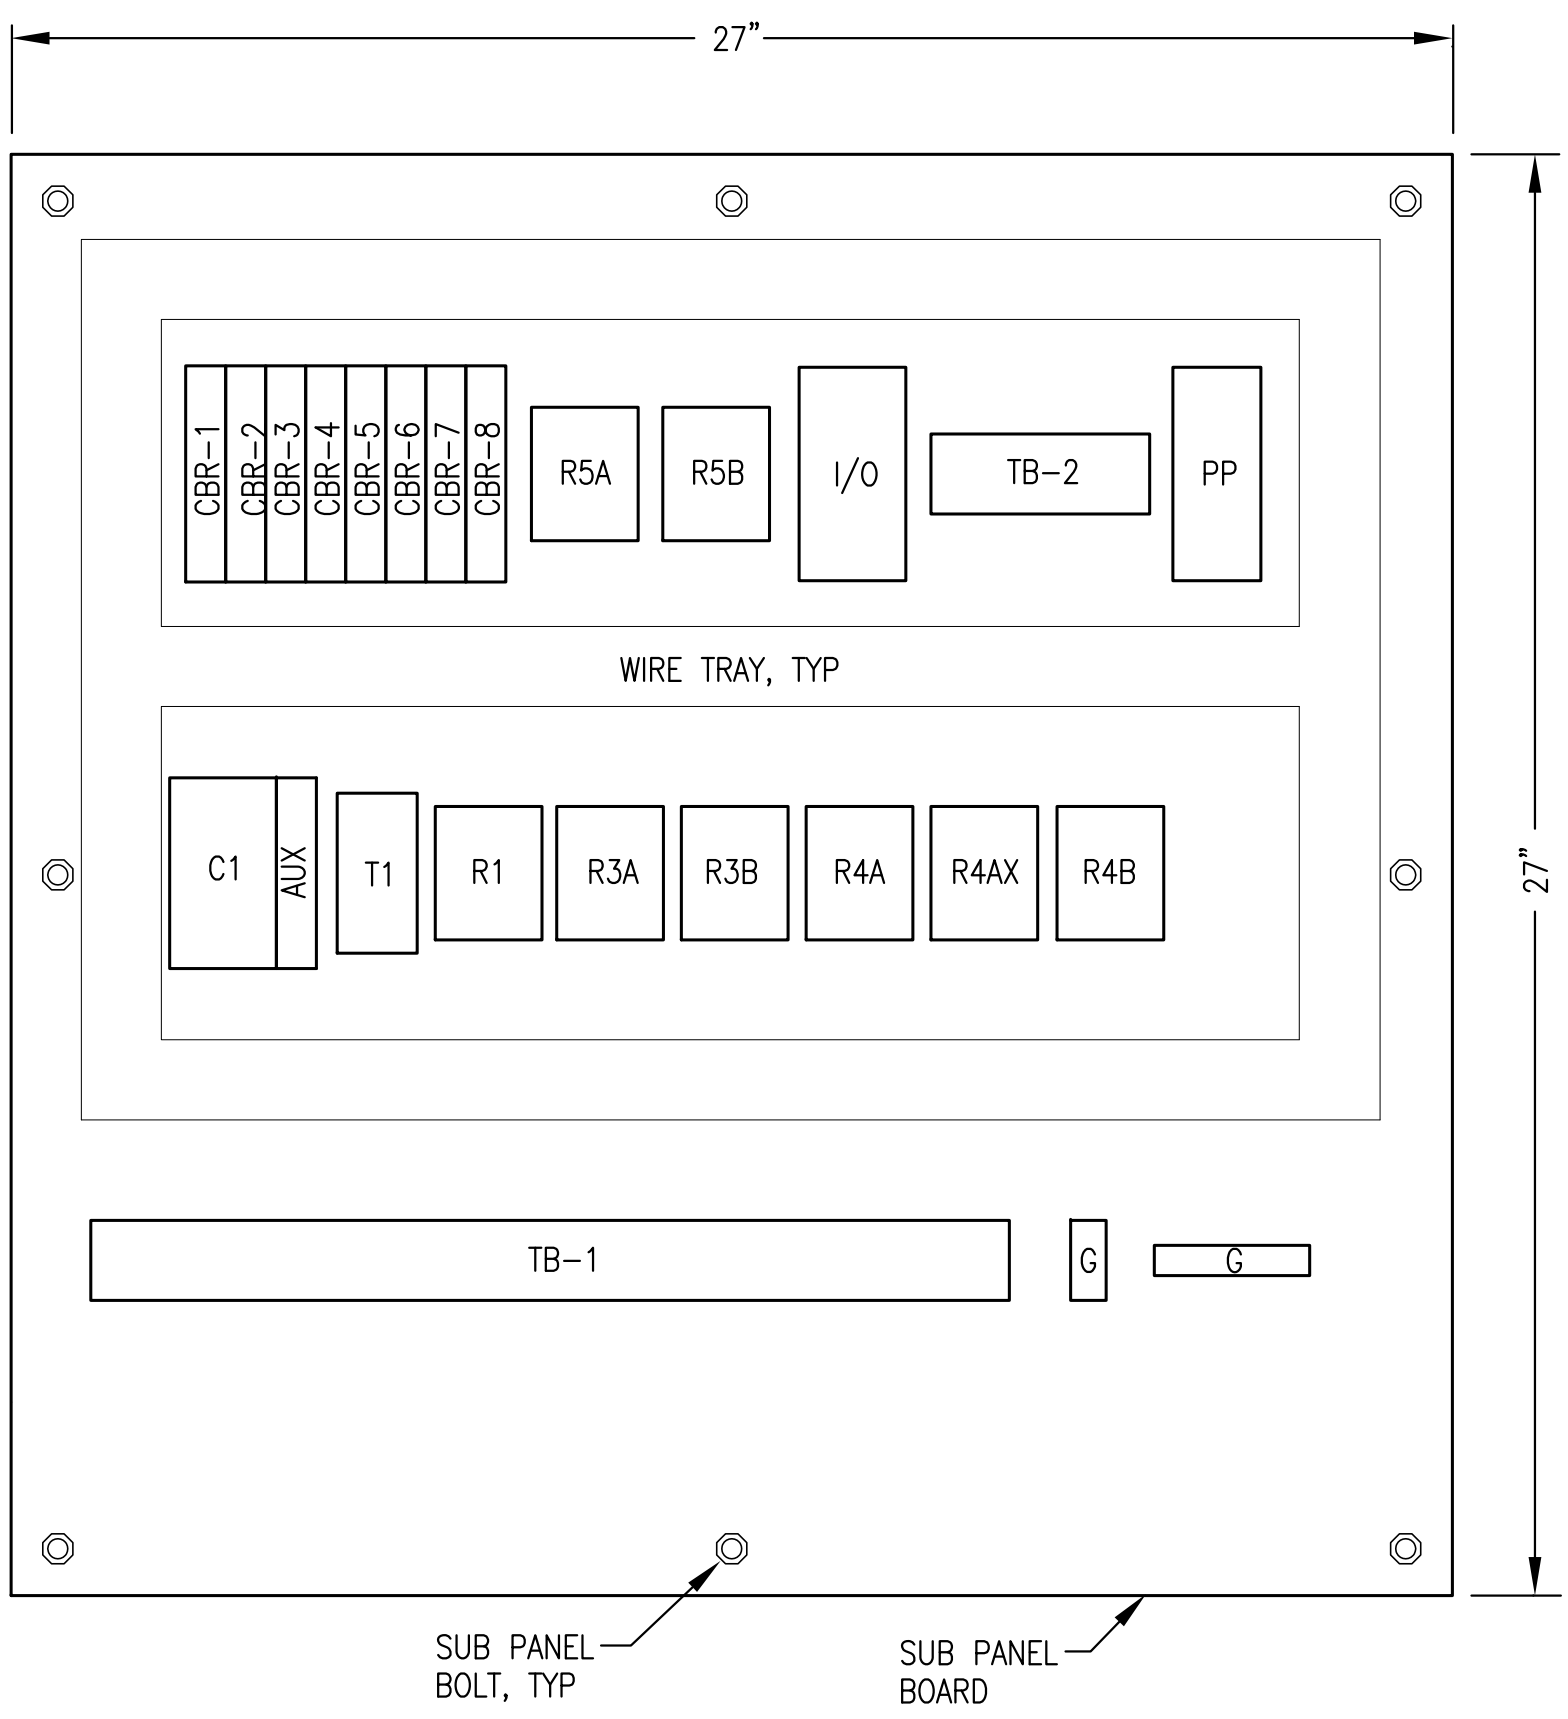 27"
CBR-1
CBR-2
CBR-3
CBR-4
CBR-5
CBR-6
CBR-7
CBR-8
R5A
R5B
I/O
TB-2
PP
WIRE TRAY, TYP
C1
AUX
T1
R1
R3A
R3B
R4A
R4AX
R4B
27"
TB-1
G
G
SUB PANEL
BOLT, TYP
SUB PANEL
BOARD